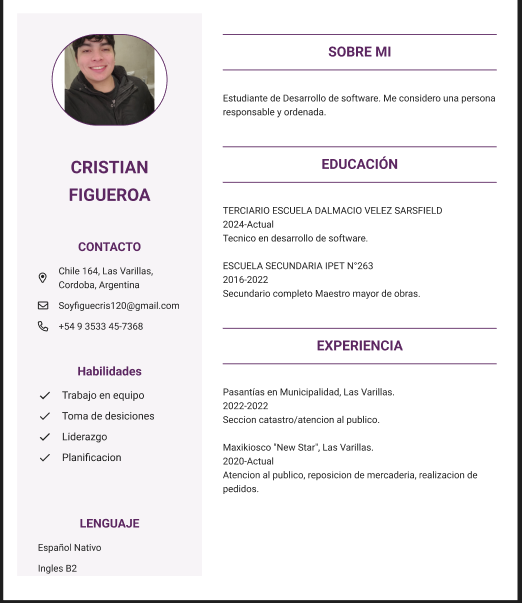 CRISTIAN
FIGUEROA
CONTACTO
Chile 164, Las Varillas,
Cordoba, Argentina
Soyfiguecris120@gmail.com
+54 9 3533 45-7368
Habilidades
Trabajo en equipo
Toma de desiciones
Liderazgo
Planificacion
LENGUAJE
Español Nativo
Ingles B2
SOBRE MI
Estudiante de Desarrollo de software. Me considero una persona
responsable y ordenada.
EDUCACIÓN
TERCIARIO ESCUELA DALMACIO VELEZ SARSFIELD
2024-Actual
Tecnico en desarrollo de software.
ESCUELA SECUNDARIA IPET N°263
2016-2022
Secundario completo Maestro mayor de obras.
EXPERIENCIA
Pasantías en Municipalidad, Las Varillas.
2022-2022
Seccion catastro/atencion al publico.
Maxikiosco "New Star", Las Varillas.
2020-Actual
Atencion al publico, reposicion de mercaderia, realizacion de
pedidos.